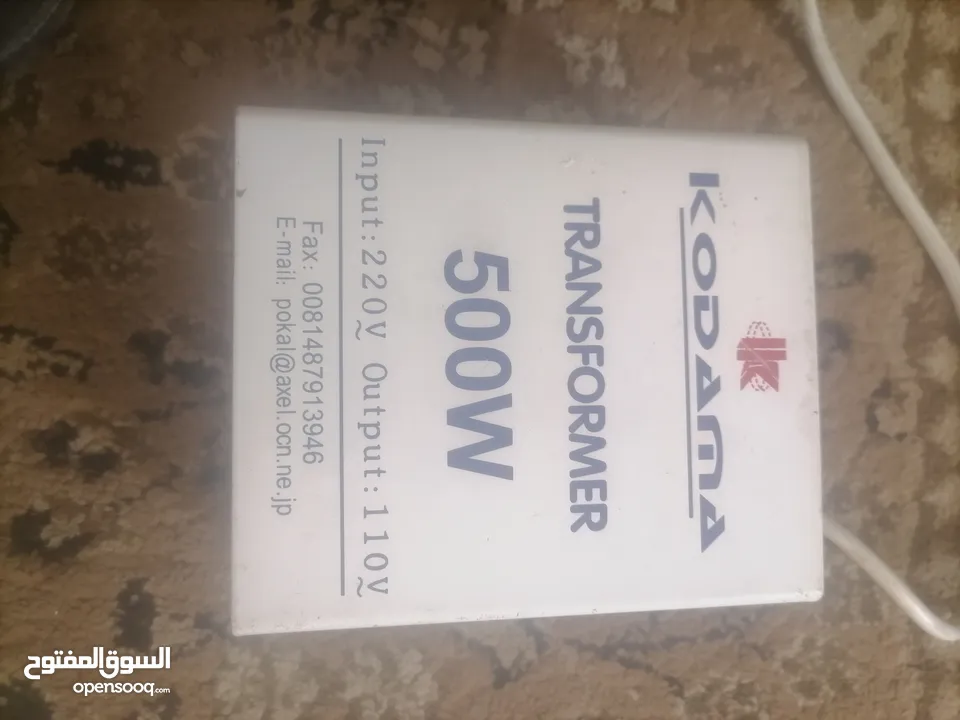 KODAMA
TRANSFORMER
500W
Input:220V~ Output:110V~
Fax: 0081487913946
E-mail: pokal@axel.ocn.ne.jp
السوق المفتوح
opensooq.com